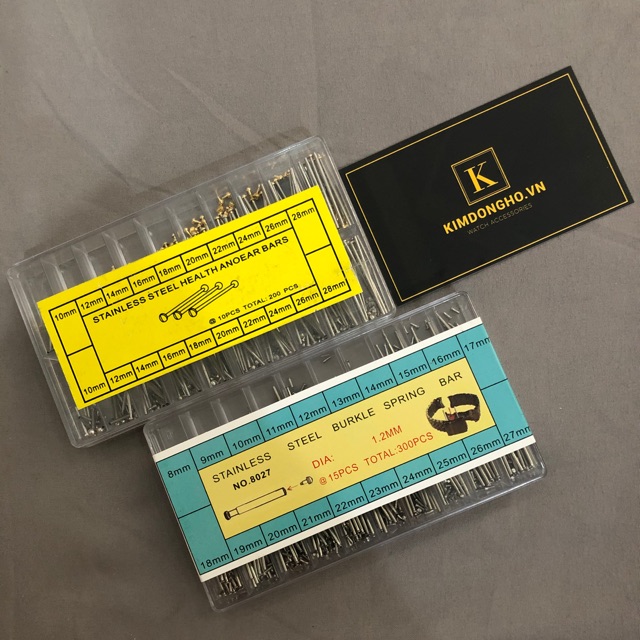 K
KIMDONGHO.VN
WATCH ACCESSORIES
10mm 12mm 14mm 16mm 18mm 20mm 22mm 24mm 26mm 28mm
STAINLESS STEEL HEALTH ANOEAR BARS
@ 10PCS TOTAL: 200 PCS
10mm 12mm 14mm 16mm 18mm 20mm 22mm 24mm 26mm 28mm
8mm 9mm 10mm 11mm 12mm 13mm 14mm 15mm 16mm 17mm
STAINLESS STEEL BURKLE SPRING BAR
NO.8027
DIA: 1.2MM
@ 15PCS TOTAL:300PCS
18mm 19mm 20mm 21mm 22mm 23mm 24mm 25mm 26mm 27mm